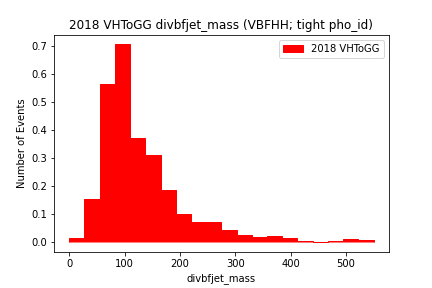 2018 VHToGG divbfjet_mass (VBFHH; tight pho_id)
2018 VHToGG
Number of Events
0.7
0.6
0.5
0.4
0.3
0.2
0.1
0.0
0 100 200 300 400 500
divbfjet_mass